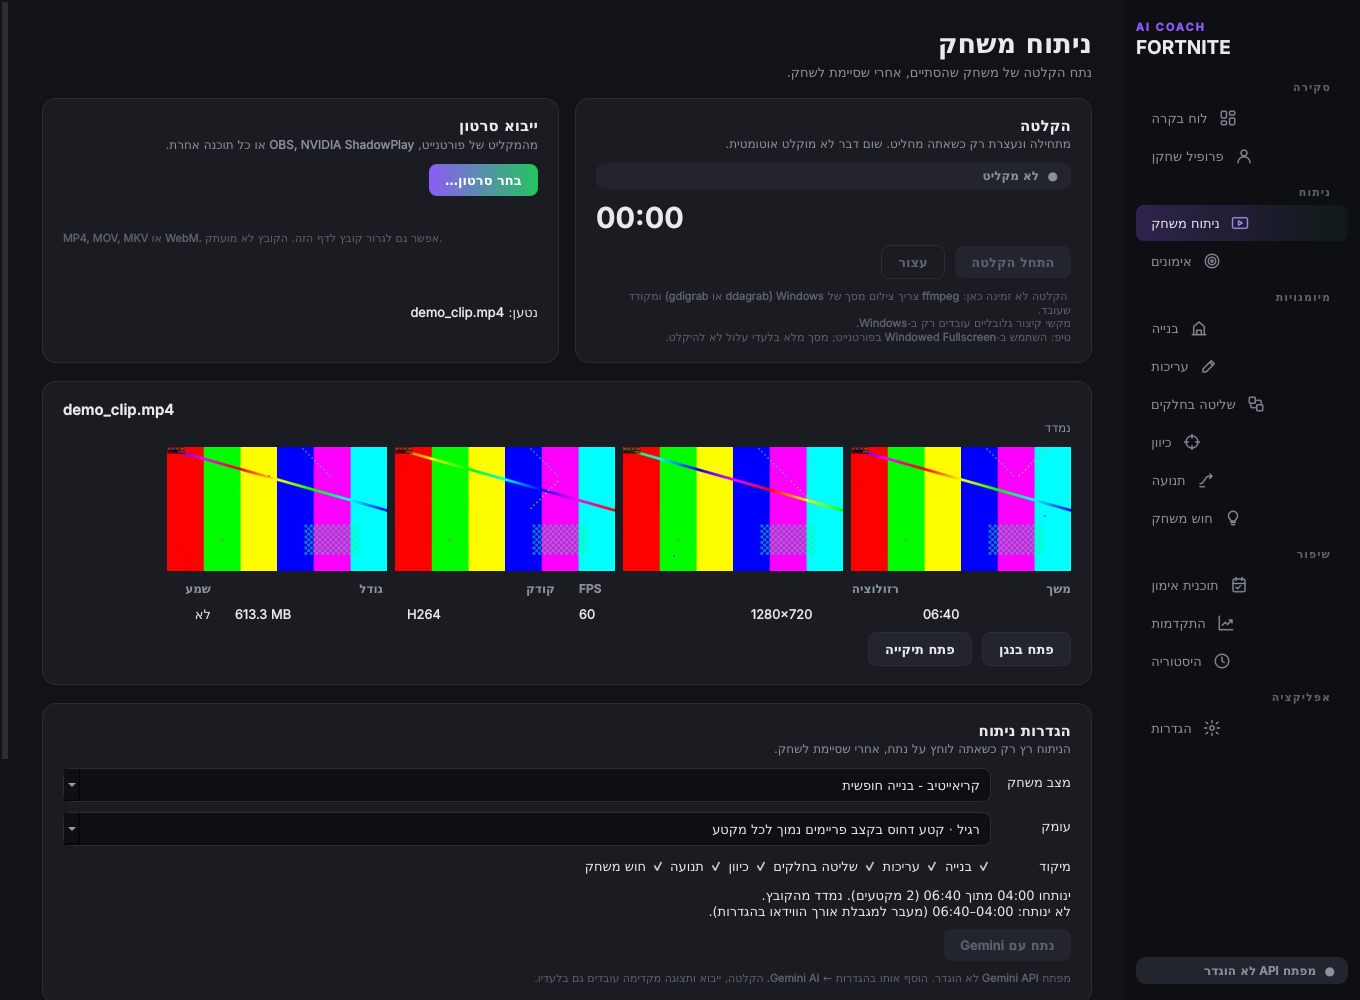 AI COACH
FORTNITE
סקירה
לוח בקרה
פרופיל שחקן
ניתוח
ניתוח משחק
אימונים
מיומנויות
בנייה
עריכות
שליטה בחלקים
כיוון
תנועה
חוש משחק
שיפור
תוכנית אימון
התקדמות
היסטוריה
אפליקציה
הגדרות
מפתח API לא הוגדר
ניתוח משחק
נתח הקלטה של משחק שהסתיים, אחרי שסיימת לשחק.
הקלטה
מתחילה ונעצרת רק כשאתה מחליט. שום דבר לא מוקלט אוטומטית.
לא מקליט
00:00
התחל הקלטה
עצור
הקלטה לא זמינה כאן: ffmpeg צריך צילום מסך של Windows (ddagrab או gdigrab) ומקודד
שעובד.
מקשי קיצור גלובליים עובדים רק ב-Windows.
טיפ: השתמש ב-Windowed Fullscreen בפורטנייט; מסך מלא בלעדי עלול לא להיקלט.
ייבוא סרטון
מהמקליט של פורטנייט, OBS, NVIDIA ShadowPlay או כל תוכנה אחרת.
בחר סרטון...
אפשר גם לגרור קובץ לדף הזה. הקובץ לא מועתק. MP4, MOV, MKV או WebM.
נטען: demo_clip.mp4
demo_clip.mp4
נמדד
משך
רזולוציה
FPS
קודק
גודל
שמע
06:40
1280×720
60
H264
613.3 MB
לא
פתח בנגן
פתח תיקייה
הגדרות ניתוח
הניתוח רץ רק כשאתה לוחץ על נתח, אחרי שסיימת לשחק.
מצב משחק
קריאייטיב - בנייה חופשית
עומק
רגיל · קטע דחוס בקצב פריימים נמוך לכל מקטע
מיקוד ✓ בנייה ✓ עריכות ✓ שליטה בחלקים ✓ כיוון ✓ תנועה ✓ חוש משחק
ינותחו 04:00 מתוך 06:40 (2 מקטעים). נמדד מהקובץ.
לא ינותח: 04:00–06:40 (מעבר למגבלת אורך הווידאו בהגדרות).
נתח עם Gemini
מפתח Gemini API לא הוגדר. הוסף אותו בהגדרות ← Gemini AI. הקלטה, ייבוא ותצוגה מקדימה עובדים גם בלעדיו.